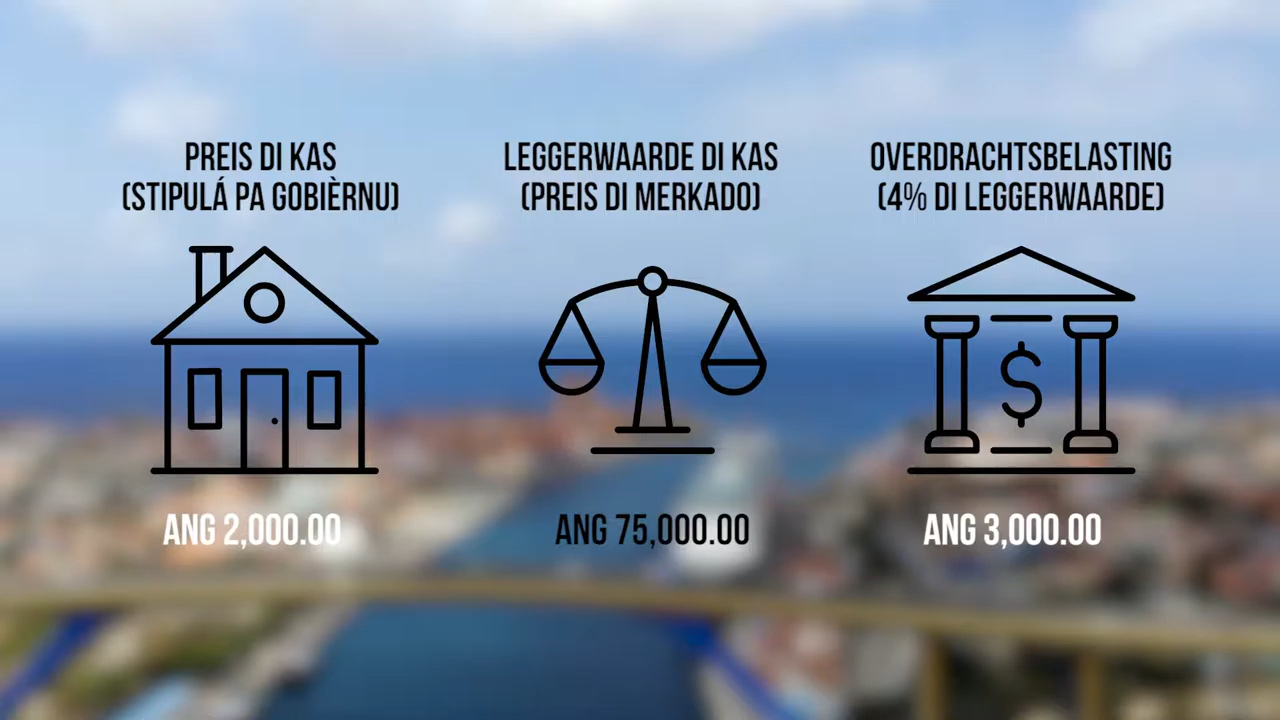 PREIS DI KAS
(STIPULÁ PA GOBIÈRNU)
ANG 2,000.00
LEGGERWAARDE DI KAS
(PREIS DI MERKADO)
ANG 75,000.00
OVERDRACHTSBELASTING
(4% DI LEGGERWAARDE)
$
ANG 3,000.00